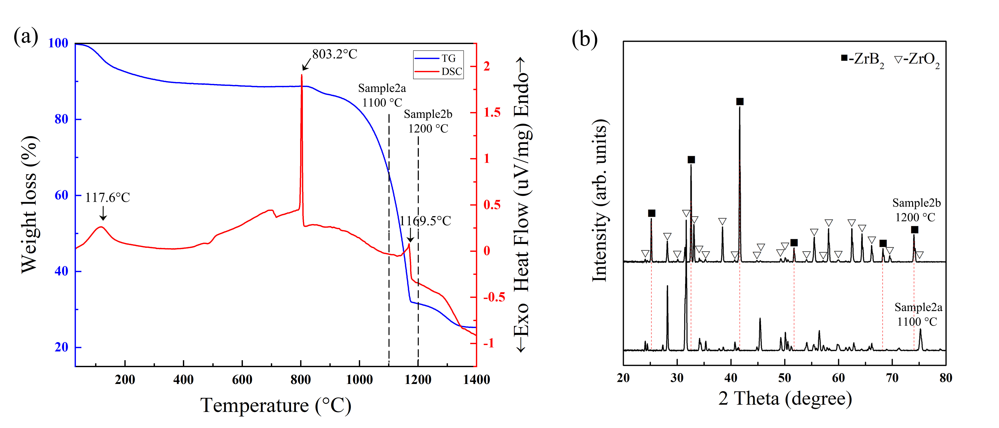 (a)
100
80
60
40
20
Weight loss (%)
803.2°C
TG
DSC
Sample2a
1100 °C
Sample2b
1200 °C
117.6°C
1169.5°C
2
1.5
1
0.5
0
-0.5
-1
←Exo Heat Flow (uV/mg) Endo→
200 400 600 800 1000 1200 1400
Temperature (°C)
(b)
■-ZrB₂ ▽-ZrO₂
Intensity (arb. units)
Sample2b
1200 °C
Sample2a
1100 °C
20 30 40 50 60 70 80
2 Theta (degree)